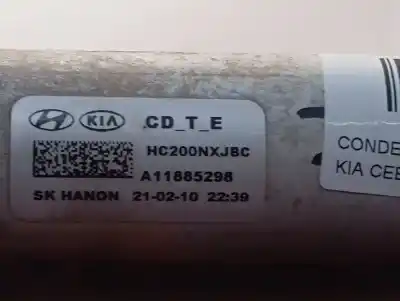 KIA CD_T_E
HC200NXJBC
A11885298
SK HANON 21-02-10 22:39
CONDE
KIA CEE